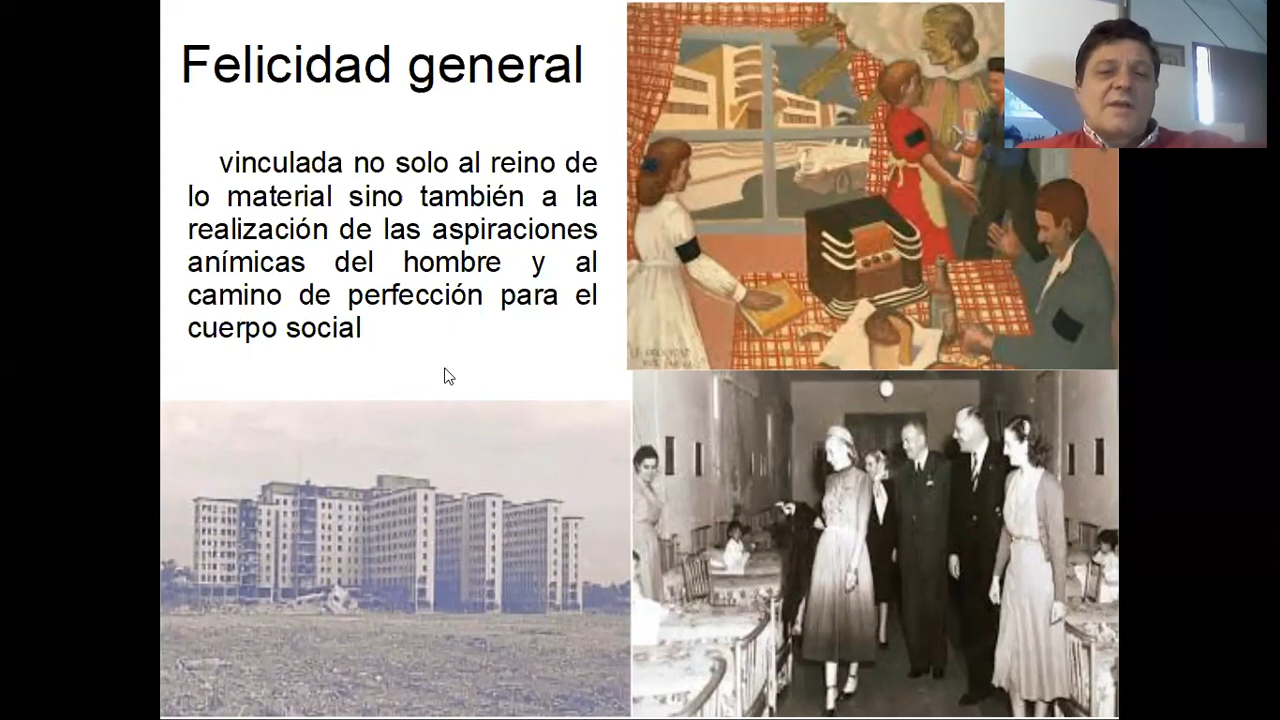 Felicidad general
vinculada no solo al reino de
lo material sino también a la
realización de las aspiraciones
anímicas del hombre y al
camino de perfección para el
cuerpo social